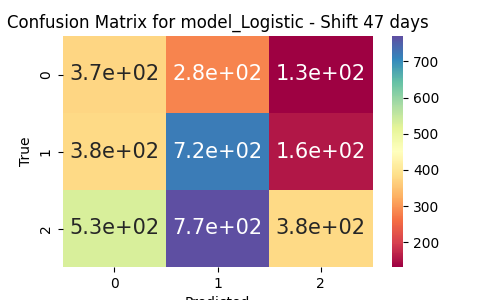 Confusion Matrix for model_Logistic - Shift 47 days
0 3.7e+02 2.8e+02 1.3e+02
1 3.8e+02 7.2e+02 1.6e+02
2 5.3e+02 7.7e+02 3.8e+02
True
0 1 2
Predicted
700
600
500
400
300
200